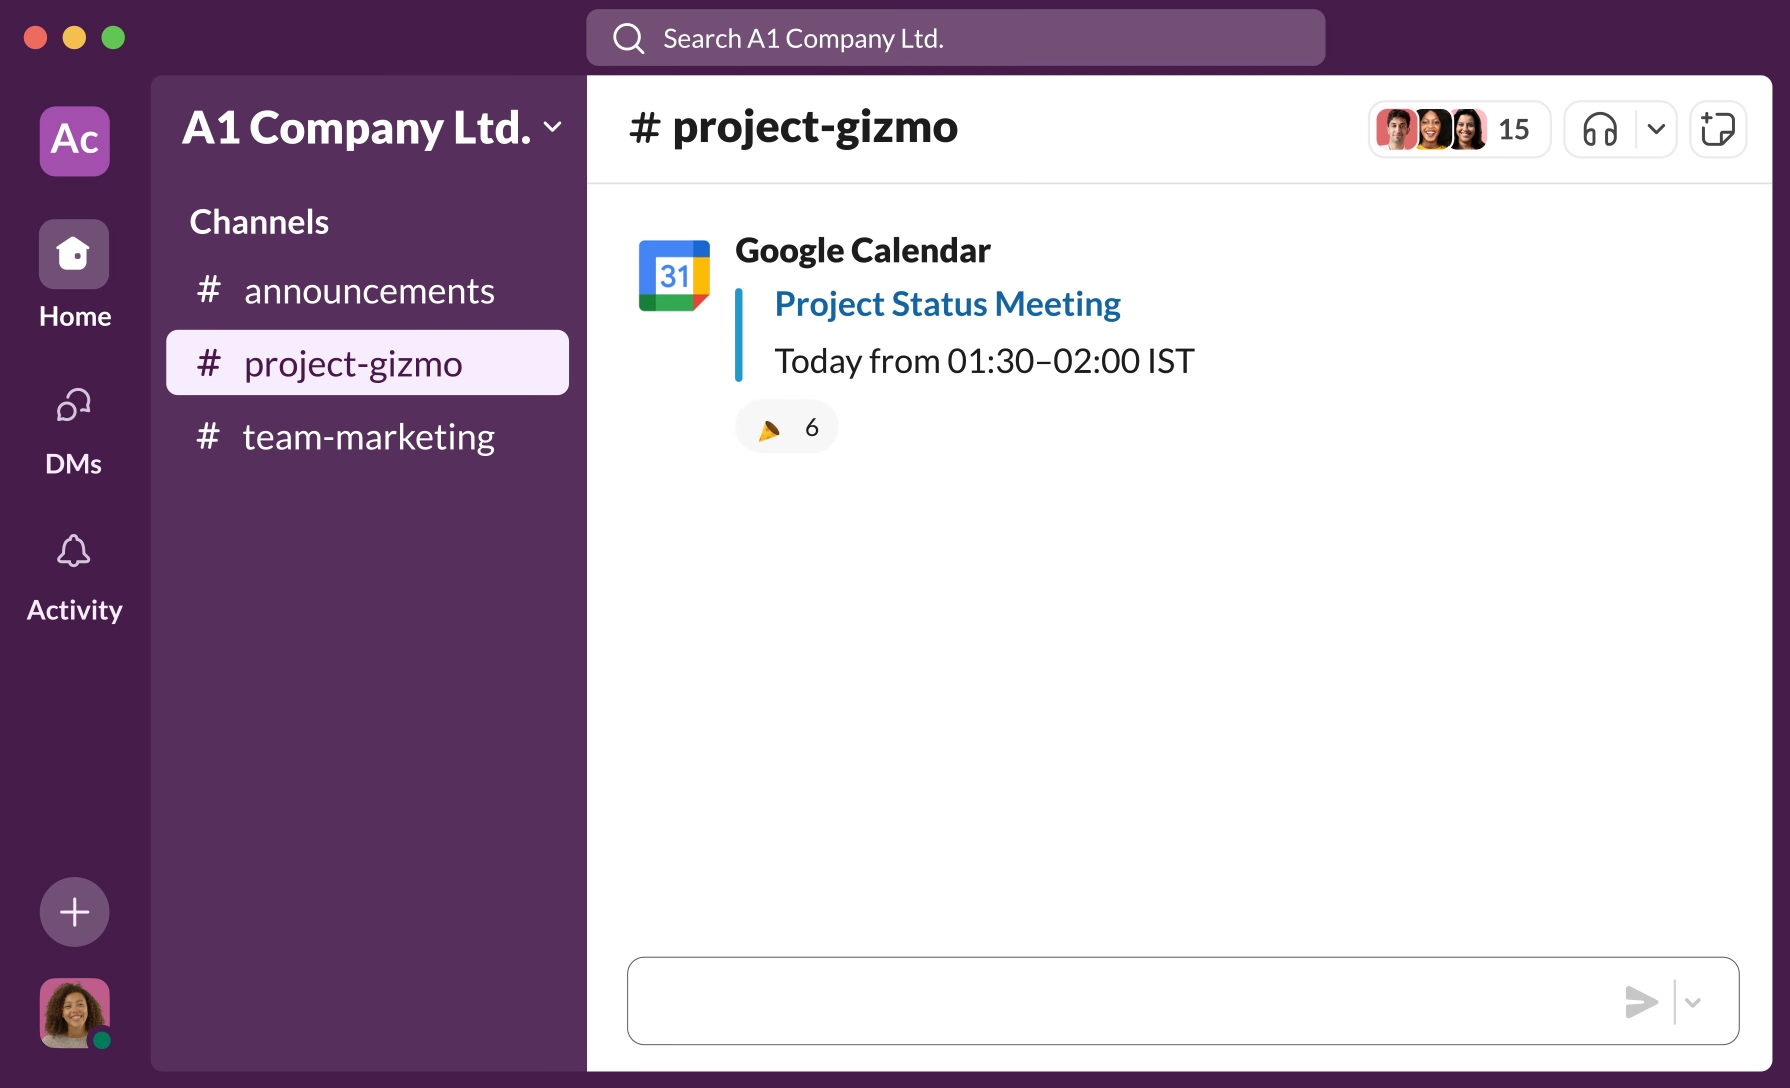 Search A1 Company Ltd.
Ac
Home
DMs
Activity
A1 Company Ltd.
Channels
# announcements
# project-gizmo
# team-marketing
# project-gizmo
15
31
Google Calendar
Project Status Meeting
Today from 01:30–02:00 IST
6